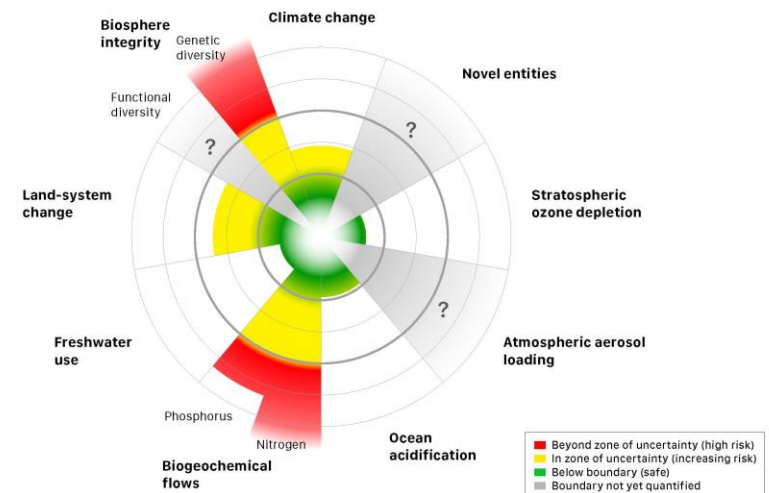 Climate change
Biosphere
integrity
Genetic
diversity
Novel entities
Functional
diversity
?
?
Land-system
change
Stratospheric
ozone depletion
?
Freshwater
use
Atmospheric aerosol
loading
Phosphorus
Nitrogen
Ocean
acidification
Biogeochemical
flows
Beyond zone of uncertainty (high risk)
In zone of uncertainty (increasing risk)
Below boundary (safe)
Boundary not yet quantified